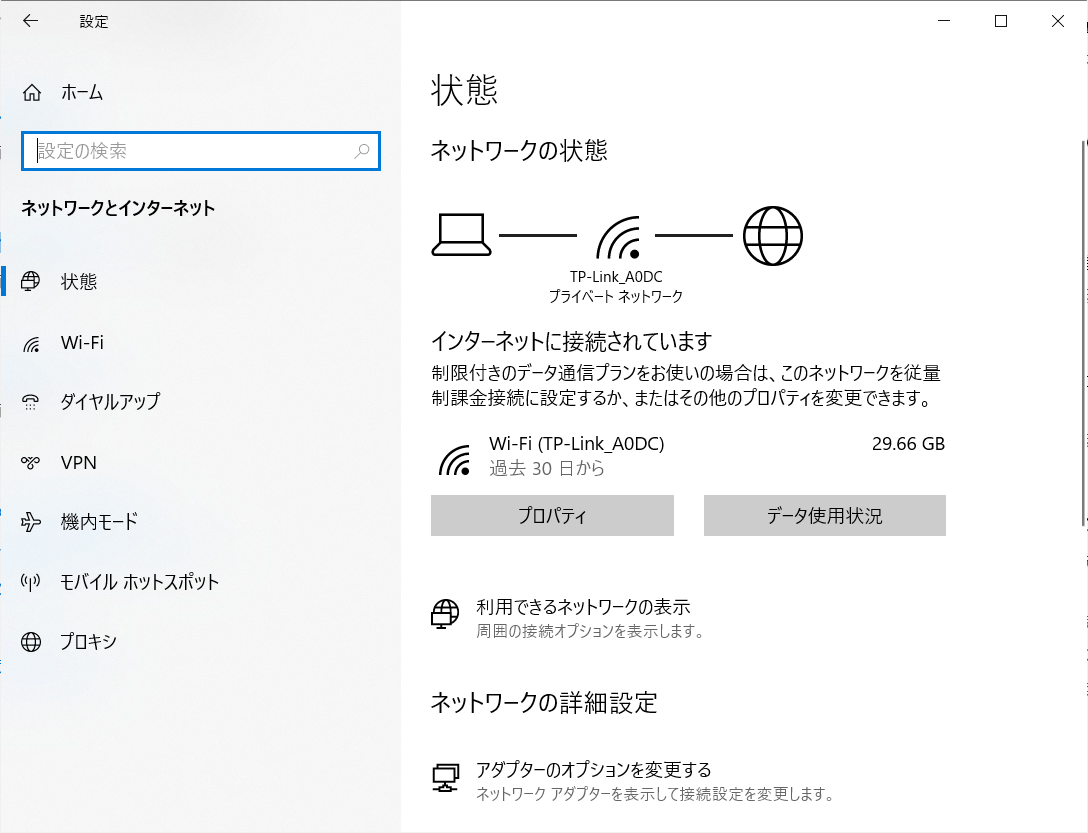 設定
ホーム
設定の検索
ネットワークとインターネット
状態
Wi-Fi
ダイヤルアップ
VPN
機内モード
モバイル ホットスポット
プロキシ
状態
ネットワークの状態
TP-Link_A0DC
プライベート ネットワーク
インターネットに接続されています
制限付きのデータ通信プランをお使いの場合は、このネットワークを従量
制課金接続に設定するか、またはその他のプロパティを変更できます。
Wi-Fi (TP-Link_A0DC)
29.66 GB
過去 30 日から
プロパティ
データ使用状況
利用できるネットワークの表示
周囲の接続オプションを表示します。
ネットワークの詳細設定
アダプターのオプションを変更する
ネットワーク アダプターを表示して接続設定を変更します。